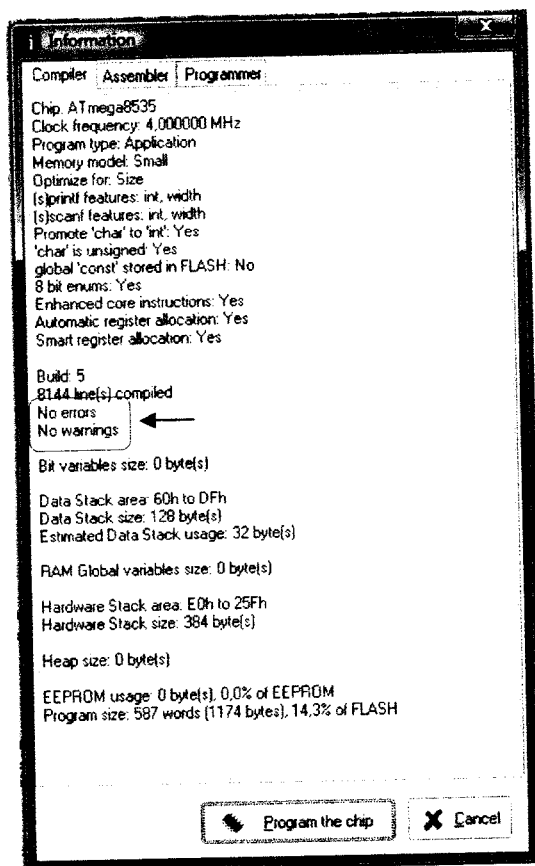 Information
Compiler Assembler Programmer
Chip: ATmega8535
Clock frequency: 4,000000 MHz
Program type: Application
Memory model: Small
Optimize for: Size
(s)printf features: int, width
(s)scanf features: int, width
Promote 'char' to 'int': Yes
'char' is unsigned: Yes
global 'const' stored in FLASH: No
8 bit enums: Yes
Enhanced core instructions: Yes
Automatic register allocation: Yes
Smart register allocation: Yes
Build: 5
8144 line(s) compiled
No errors
No warnings
Bit variables size: 0 byte(s)
Data Stack area: 60h to DFh
Data Stack size: 128 byte(s)
Estimated Data Stack usage: 32 byte(s)
RAM Global variables size: 0 byte(s)
Hardware Stack area: E0h to 25Fh
Hardware Stack size: 384 byte(s)
Heap size: 0 byte(s)
EEPROM usage: 0 byte(s), 0,0% of EEPROM
Program size: 587 words (1174 bytes), 14,3% of FLASH
Program the chip Cancel